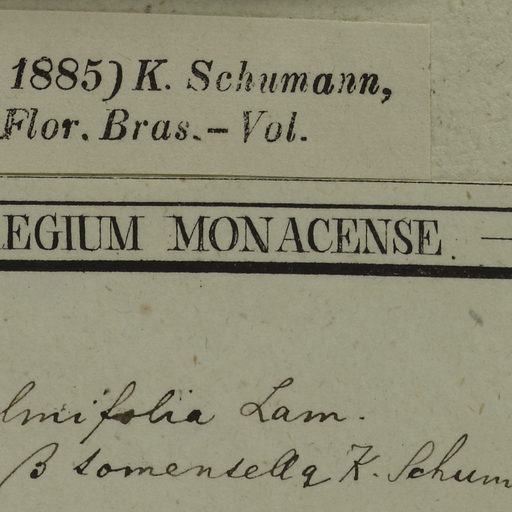 1885) K. Schumann,
Flor. Bras.– Vol.
EGIUM MONACENSE. —
lmifolia Lam.
β tomentella K. Schum